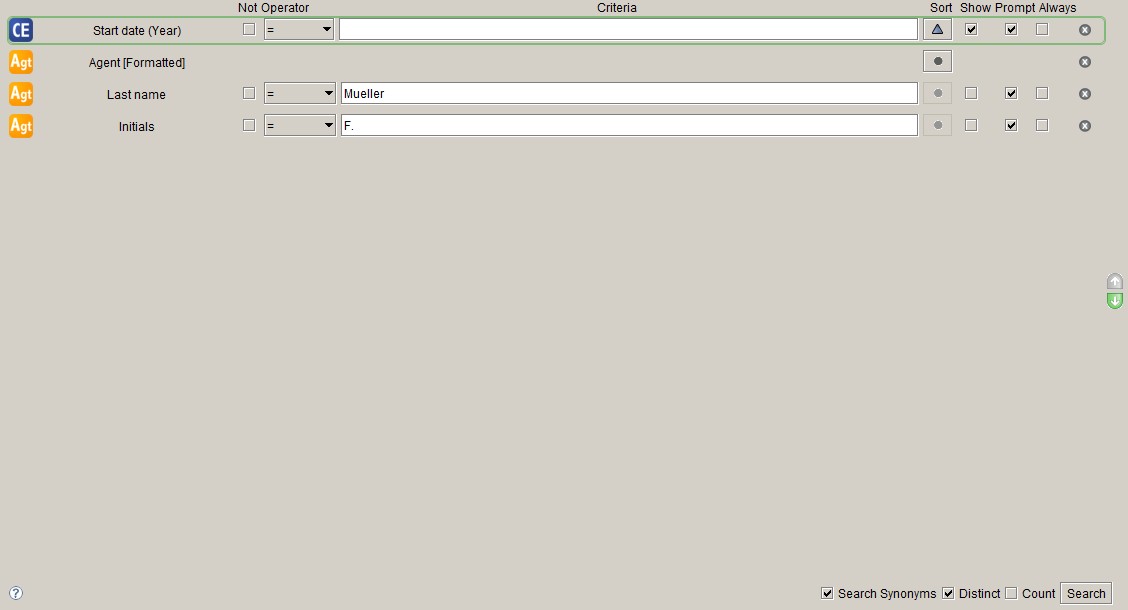 Not Operator Criteria Sort Show Prompt Always
CE Start date (Year) =
Agt Agent [Formatted]
Agt Last name = Mueller
Agt Initials = F.
? Search Synonyms Distinct Count Search